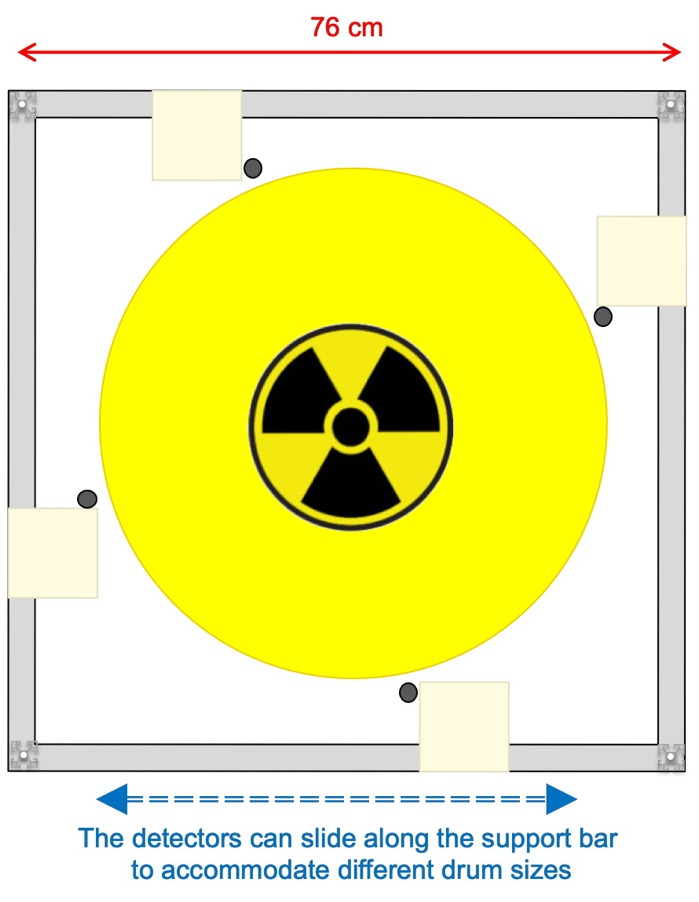 76 cm
The detectors can slide along the support bar
to accommodate different drum sizes